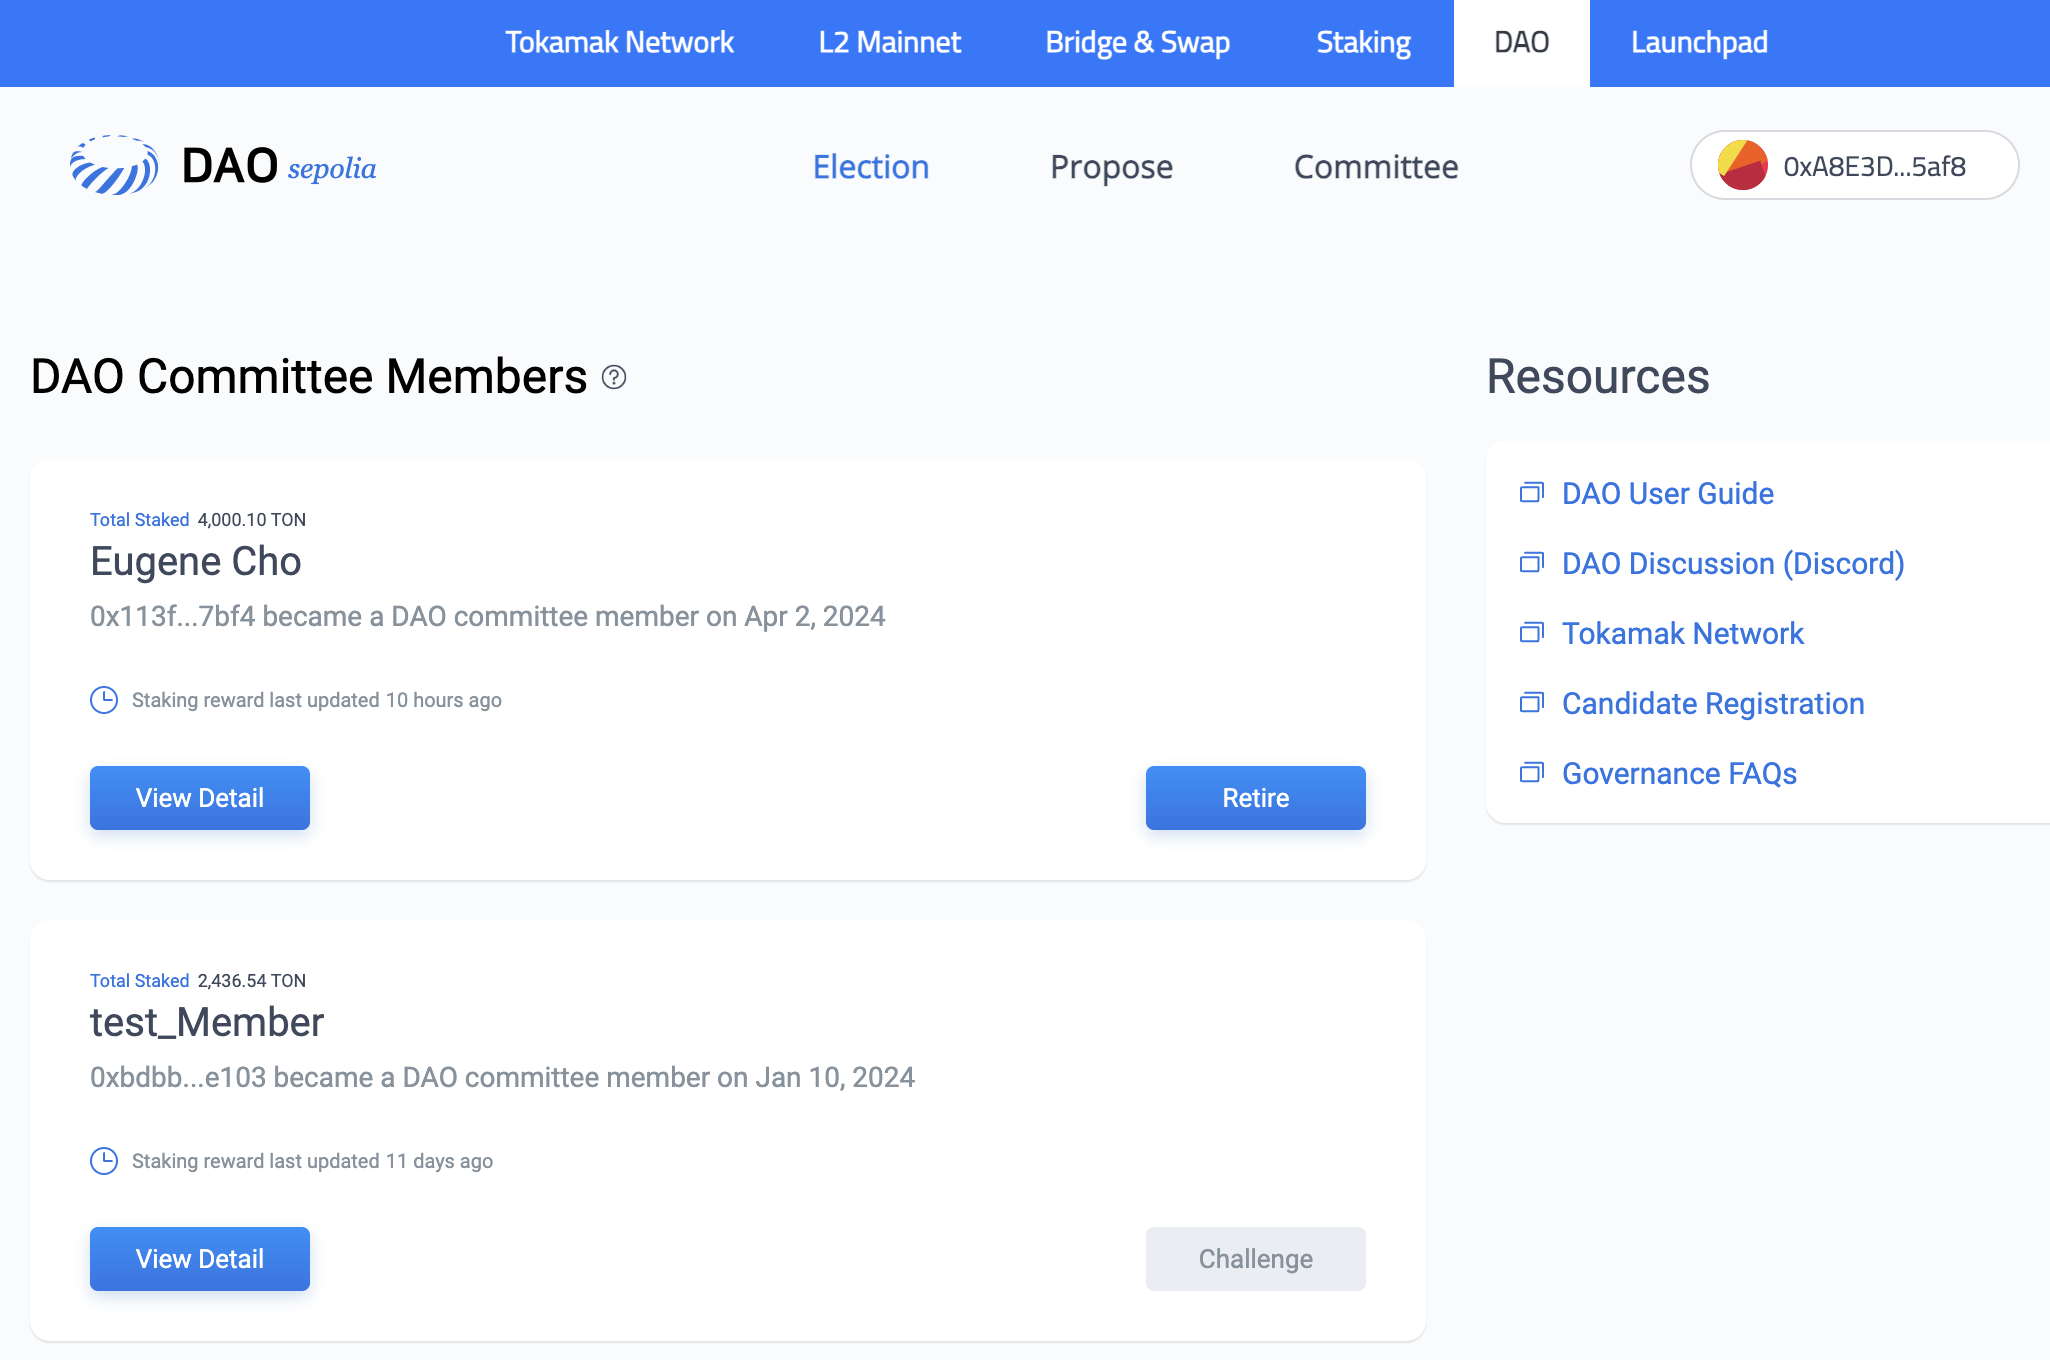 Tokamak Network L2 Mainnet Bridge & Swap Staking DAO Launchpad
DAO sepolia Election Propose Committee 0xA8E3D...5af8
DAO Committee Members ?
Total Staked 4,000.10 TON
Eugene Cho
0x113f...7bf4 became a DAO committee member on Apr 2, 2024
Staking reward last updated 10 hours ago
View Detail Retire
Total Staked 2,436.54 TON
test_Member
0xbdbb...e103 became a DAO committee member on Jan 10, 2024
Staking reward last updated 11 days ago
View Detail Challenge
Resources
DAO User Guide
DAO Discussion (Discord)
Tokamak Network
Candidate Registration
Governance FAQs